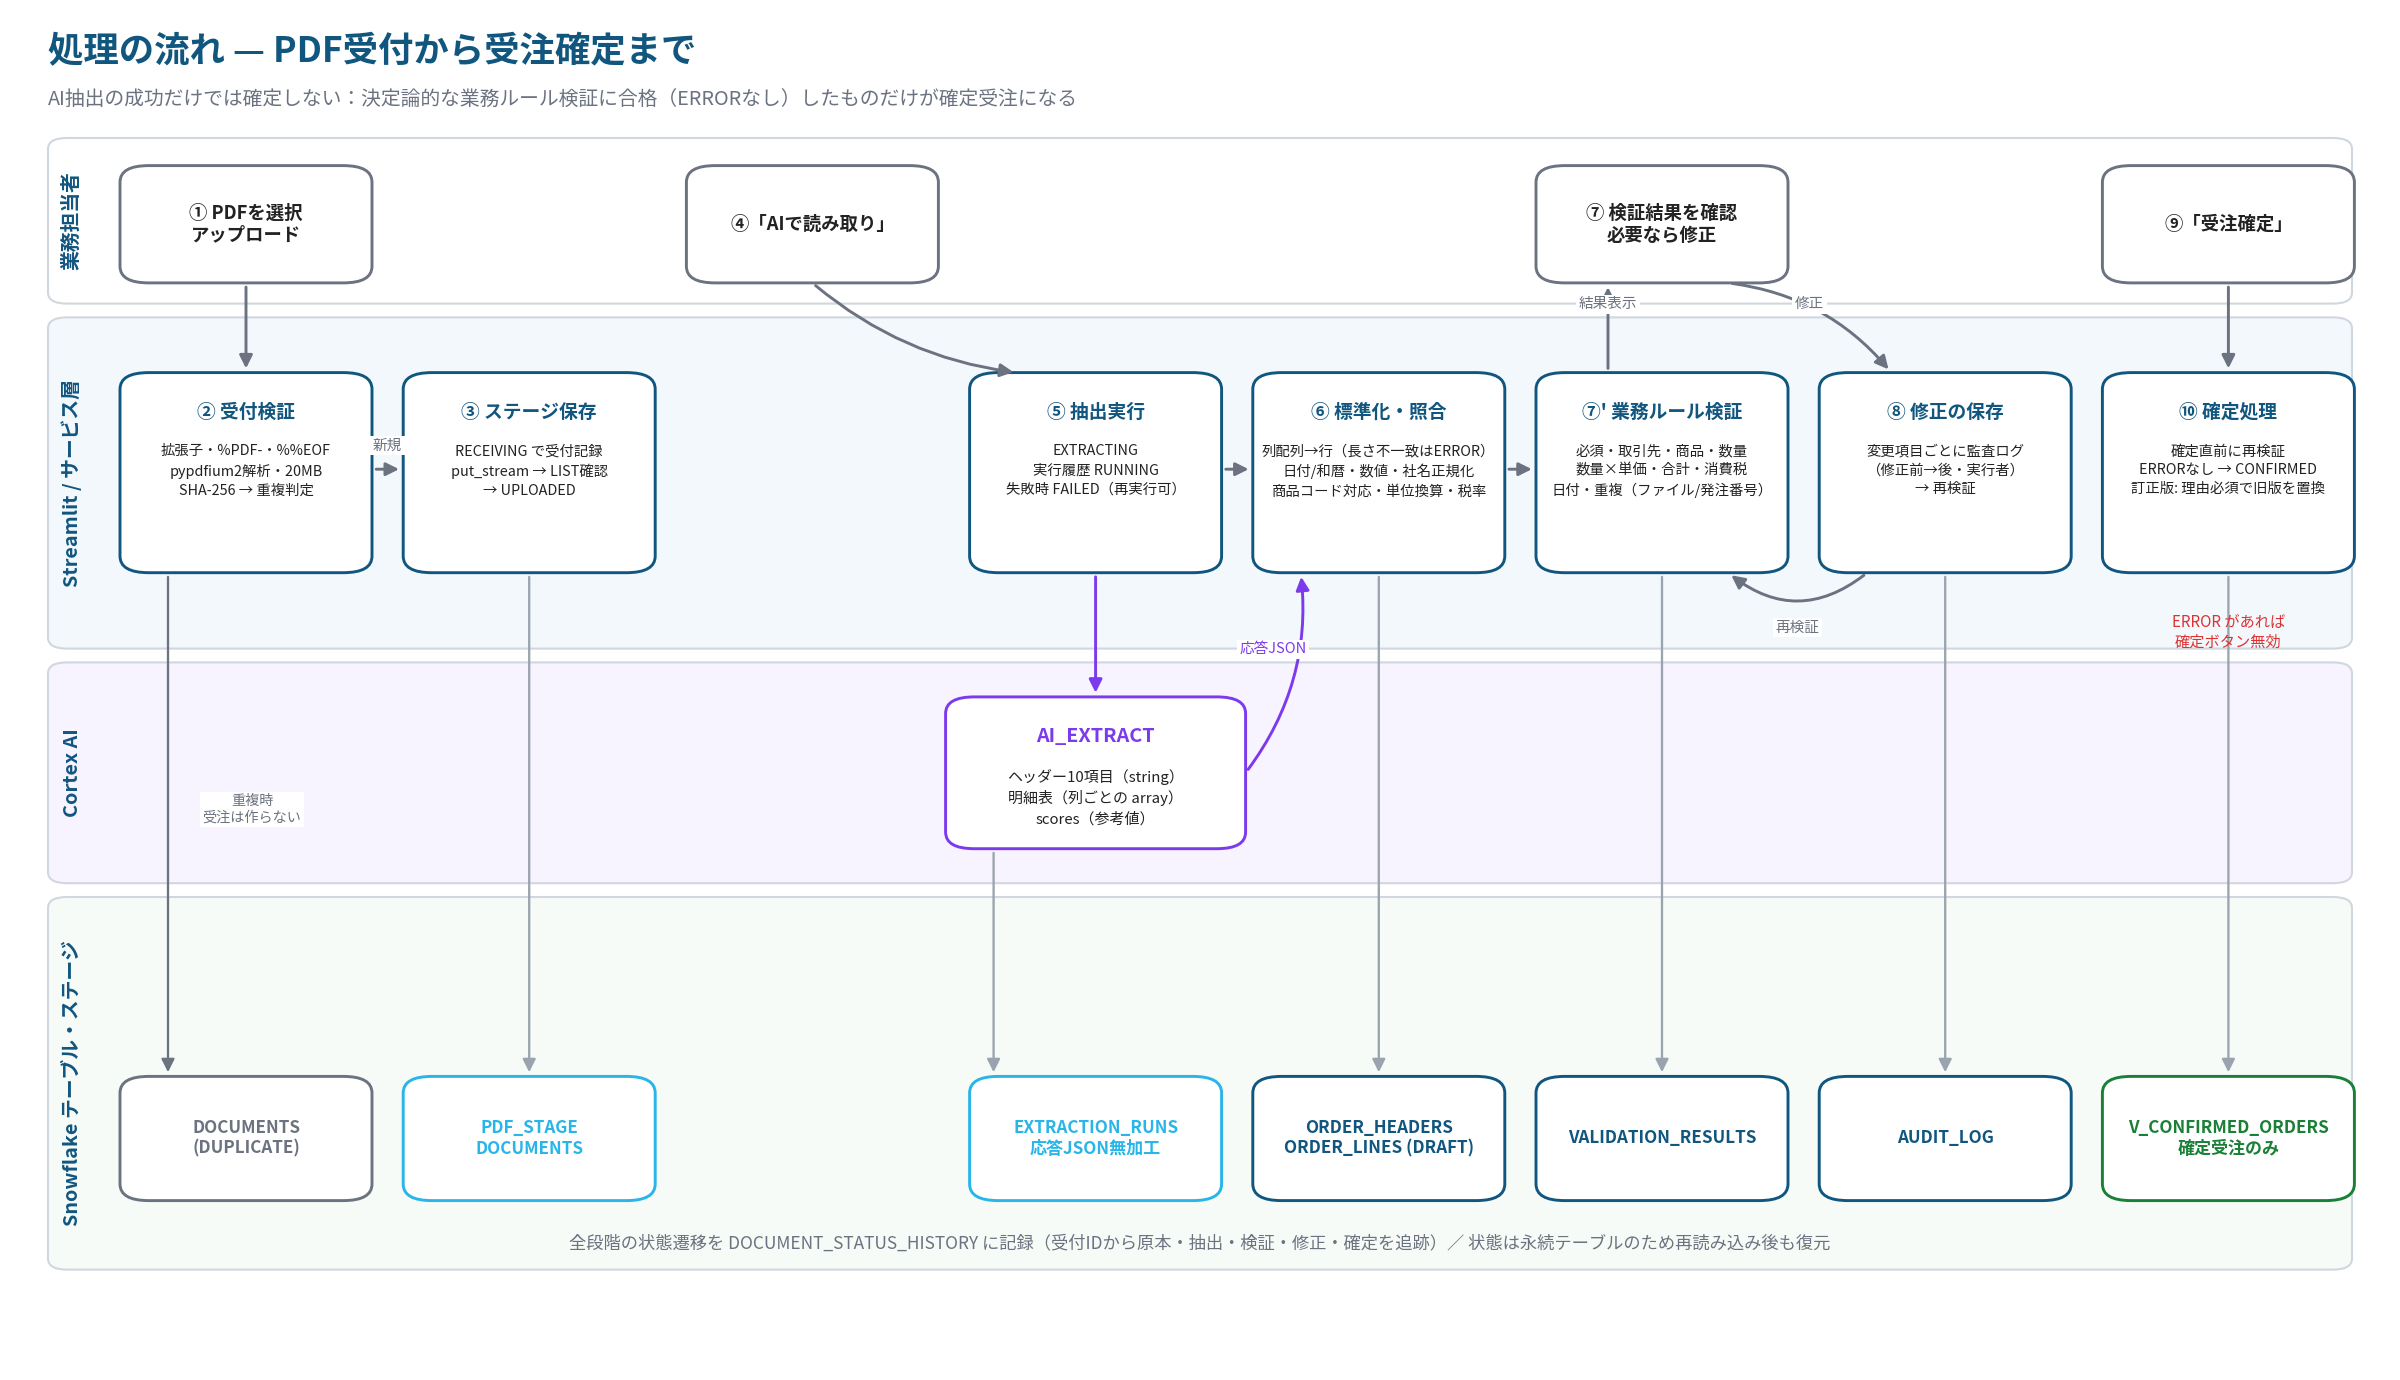 処理の流れ — PDF受付から受注確定まで
AI抽出の成功だけでは確定しない：決定論的な業務ルール検証に合格（ERRORなし）したものだけが確定受注になる
業務担当者
① PDFを選択
アップロード
④「AIで読み取り」
⑦ 検証結果を確認
必要なら修正
⑨「受注確定」
結果表示
修正
Streamlit / サービス層
② 受付検証
拡張子・%PDF-・%%EOF
pypdfium2解析・20MB
SHA-256 → 重複判定
新規
③ ステージ保存
RECEIVING で受付記録
put_stream → LIST確認
→ UPLOADED
⑤ 抽出実行
EXTRACTING
実行履歴 RUNNING
失敗時 FAILED（再実行可）
⑥ 標準化・照合
列配列→行（長さ不一致はERROR）
日付/和暦・数値・社名正規化
商品コード対応・単位換算・税率
⑦' 業務ルール検証
必須・取引先・商品・数量
数量×単価・合計・消費税
日付・重複（ファイル/発注番号）
⑧ 修正の保存
変更項目ごとに監査ログ
（修正前→後・実行者）
→ 再検証
⑩ 確定処理
確定直前に再検証
ERRORなし → CONFIRMED
訂正版: 理由必須で旧版を置換
再検証
ERROR があれば
確定ボタン無効
応答JSON
Cortex AI
重複時
受注は作らない
AI_EXTRACT
ヘッダー10項目（string）
明細表（列ごとの array）
scores（参考値）
Snowflake テーブル・ステージ
DOCUMENTS
(DUPLICATE)
PDF_STAGE
DOCUMENTS
EXTRACTION_RUNS
応答JSON無加工
ORDER_HEADERS
ORDER_LINES (DRAFT)
VALIDATION_RESULTS
AUDIT_LOG
V_CONFIRMED_ORDERS
確定受注のみ
全段階の状態遷移を DOCUMENT_STATUS_HISTORY に記録（受付IDから原本・抽出・検証・修正・確定を追跡）／ 状態は永続テーブルのため再読み込み後も復元